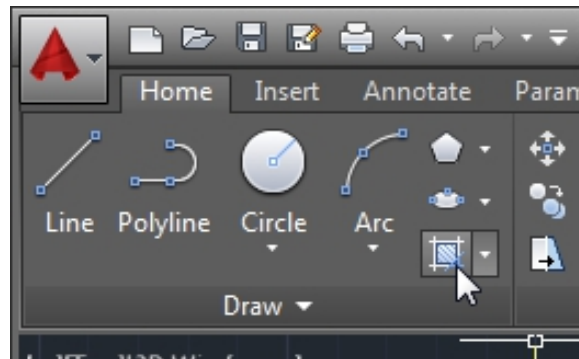 Home Insert Annotate Param
Line Polyline Circle Arc
Draw